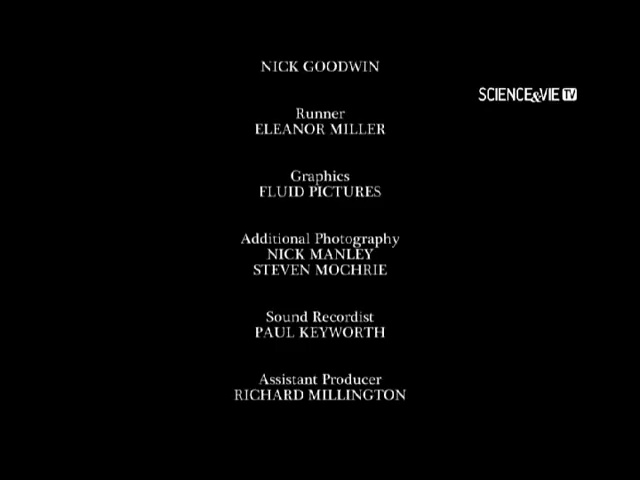 NICK GOODWIN
SCIENCE&VIE TV
Runner
ELEANOR MILLER
Graphics
FLUID PICTURES
Additional Photography
NICK MANLEY
STEVEN MOCHRIE
Sound Recordist
PAUL KEYWORTH
Assistant Producer
RICHARD MILLINGTON